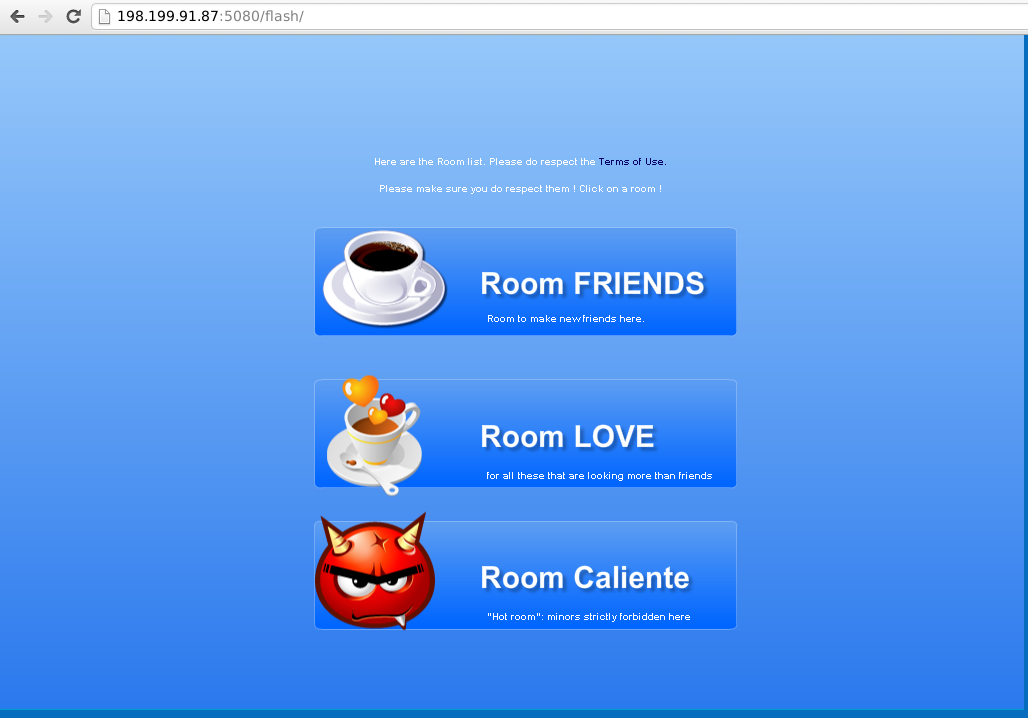 198.199.91.87:5080/flash/
Here are the Room list. Please do respect the Terms of Use.
Please make sure you do respect them ! Click on a room !
Room FRIENDS
Room to make new friends here.
Room LOVE
for all these that are looking more than friends
Room Caliente
"Hot room": minors strictly forbidden here